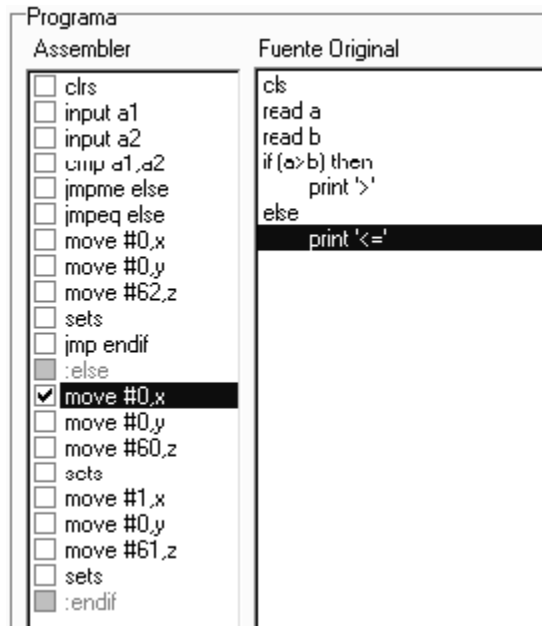 Programa
Assembler
clrs
input a1
input a2
cmp a1,a2
jmpme else
jmpeq else
move #0,x
move #0,y
move #62,z
sets
jmp endif
:else
move #0,x
move #0,y
move #60,z
sets
move #1,x
move #0,y
move #61,z
sets
:endif
Fuente Original
cls
read a
read b
if (a>b) then
print '>'
else
print '<='